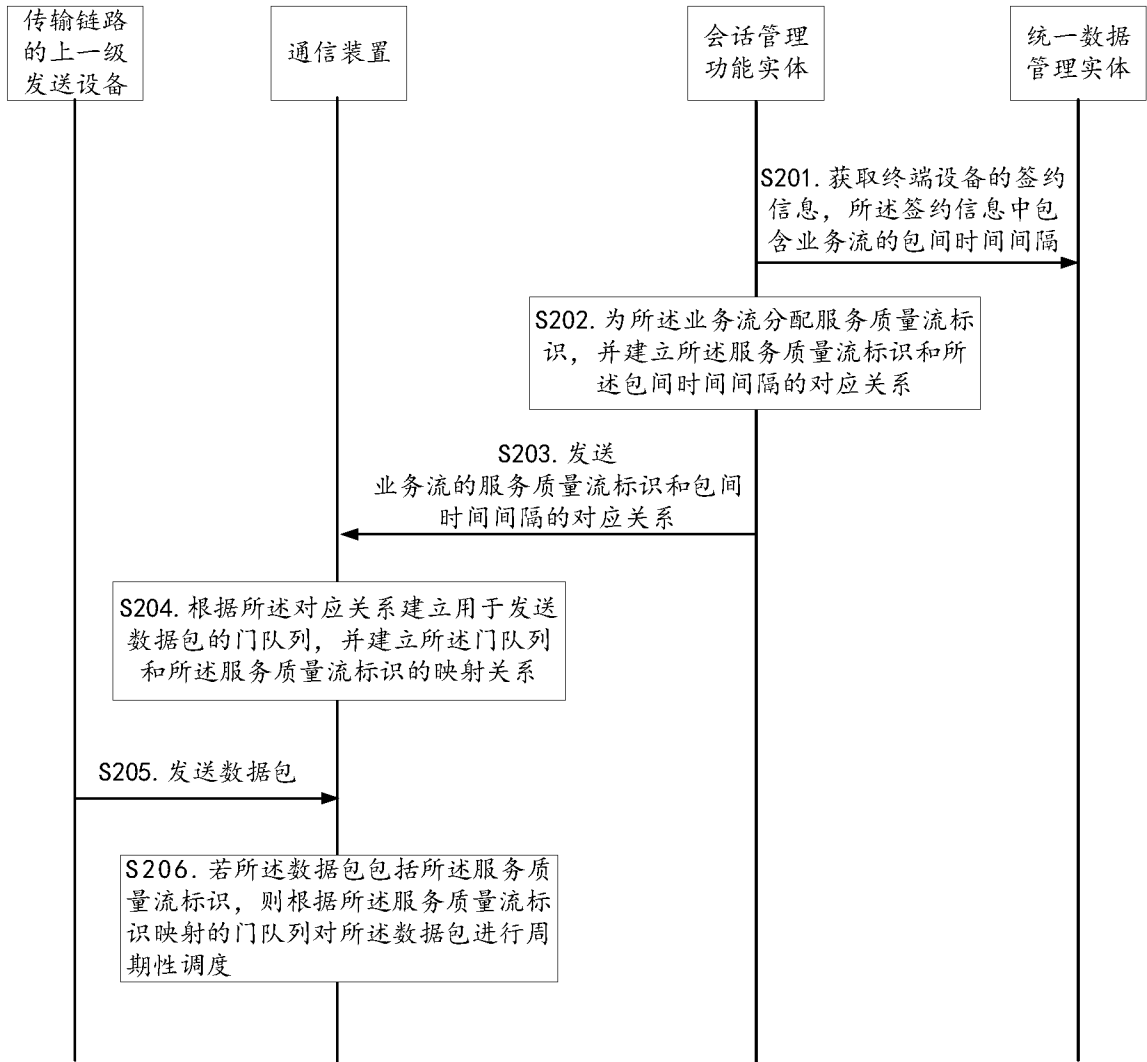 传输链路
的上一级
发送设备
通信装置
会话管理
功能实体
统一数据
管理实体
S201. 获取终端设备的签约
信息，所述签约信息中包
含业务流的包间时间间隔
S202. 为所述业务流分配服务质量流标
识，并建立所述服务质量流标识和所
述包间时间间隔的对应关系
S203. 发送
业务流的服务质量流标识和包间
时间间隔的对应关系
S204. 根据所述对应关系建立用于发送
数据包的门队列，并建立所述门队列
和所述服务质量流标识的映射关系
S205. 发送数据包
S206. 若所述数据包包括所述服务质
量流标识，则根据所述服务质量流标
识映射的门队列对所述数据包进行周
期性调度